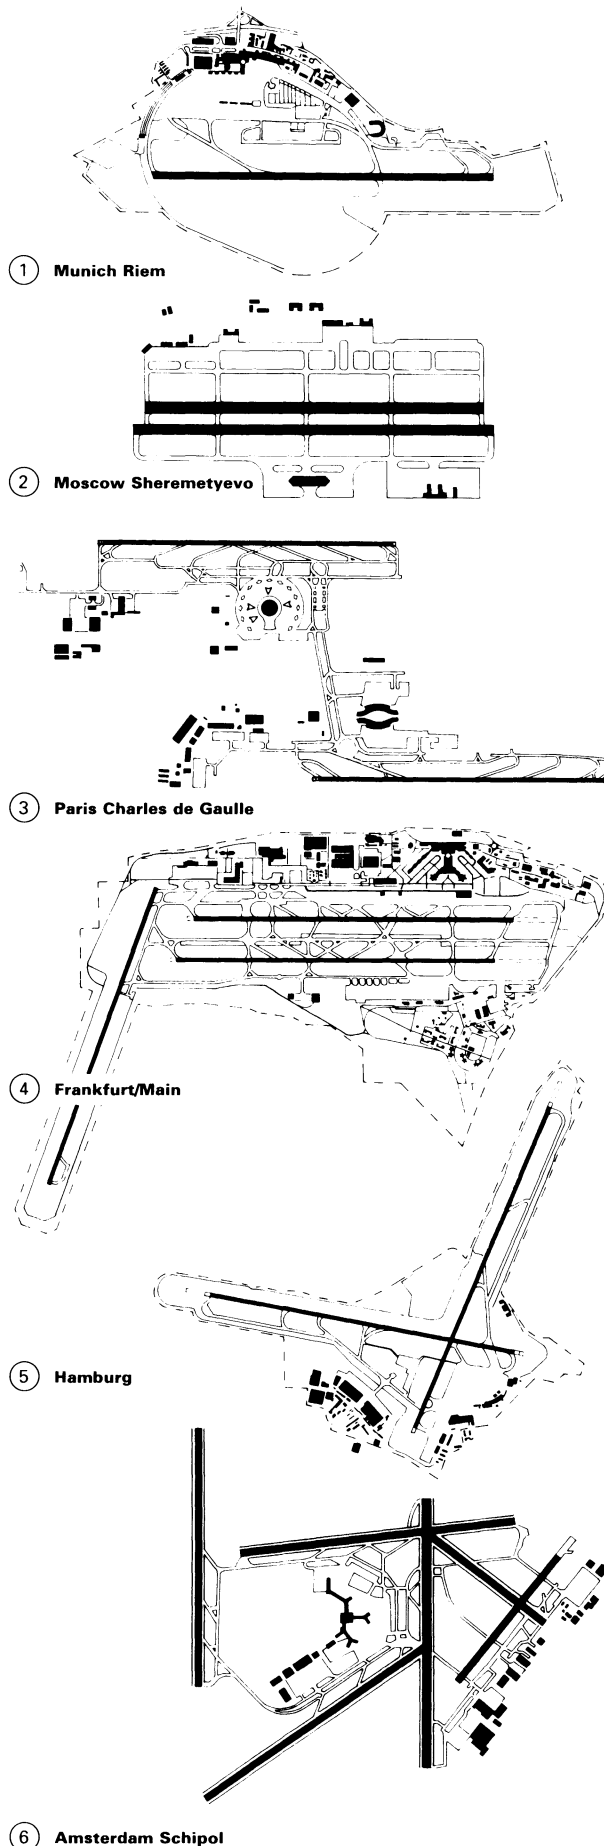 1 Munich Riem
2 Moscow Sheremetyevo
3 Paris Charles de Gaulle
4 Frankfurt/Main
5 Hamburg
6 Amsterdam Schipol